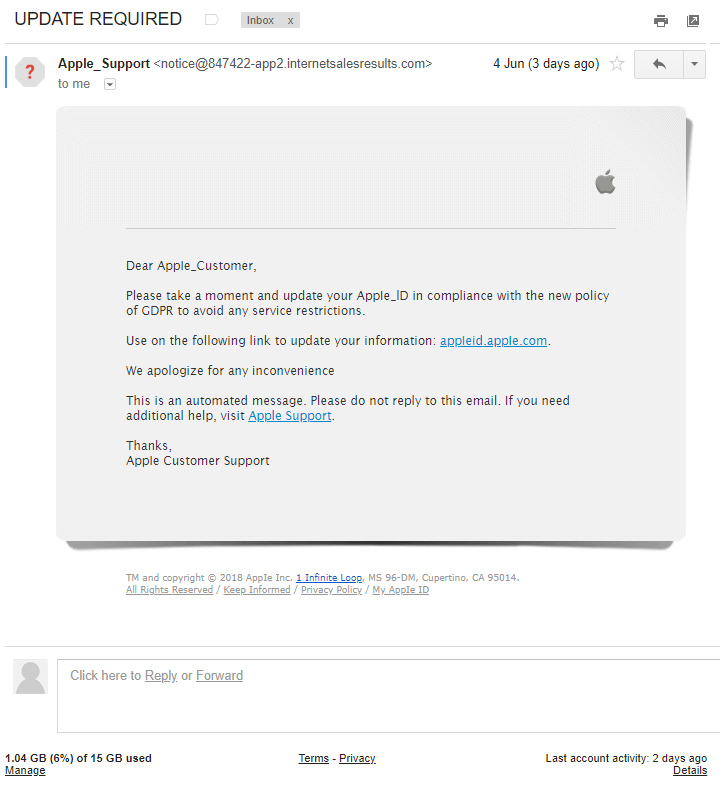 UPDATE REQUIRED
Inbox x
?
Apple_Support <notice@847422-app2.internetsalesresults.com>
4 Jun (3 days ago)
to me
Dear Apple_Customer,
Please take a moment and update your Apple_lD in compliance with the new policy
of GDPR to avoid any service restrictions.
Use on the following link to update your information: appleid.apple.com.
We apologize for any inconvenience
This is an automated message. Please do not reply to this email. If you need
additional help, visit Apple Support.
Thanks,
Apple Customer Support
TM and copyright © 2018 AppIe Inc. 1 Infinite Loop, MS 96-DM, Cupertino, CA 95014.
All Rights Reserved / Keep Informed / Privacy Policy / My AppIe ID
Click here to Reply or Forward
1.04 GB (6%) of 15 GB used
Manage
Terms - Privacy
Last account activity: 2 days ago
Details